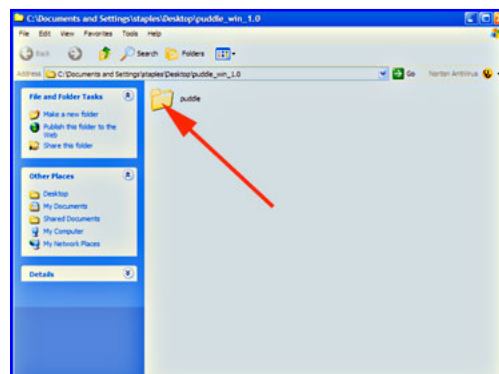 C:\Documents and Settings\staples\Desktop\puddle_win_1.0
File Edit View Favorites Tools Help
Back Search Folders
Address C:\Documents and Settings\staples\Desktop\puddle_win_1.0 Go Norton AntiVirus
File and Folder Tasks
Make a new folder
Publish this folder to the
Web
Share this folder
puddle
Other Places
Desktop
My Documents
Shared Documents
My Computer
My Network Places
Details